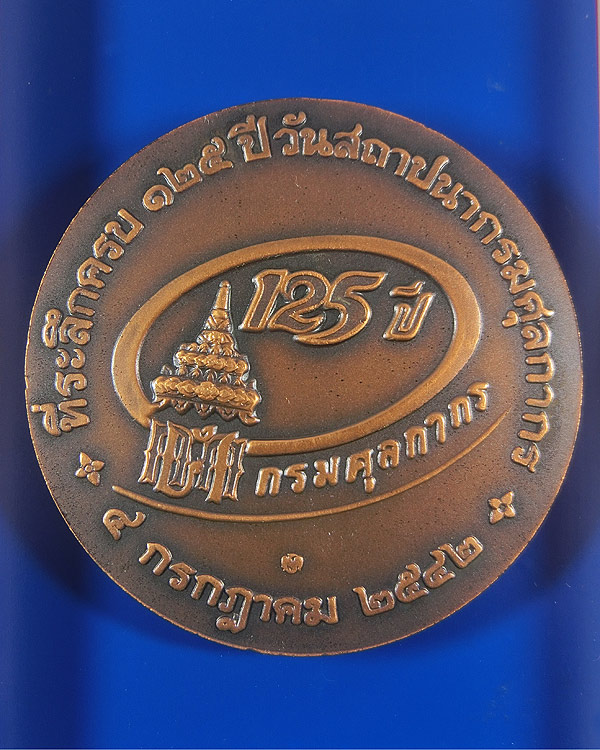 ที่ระลึกครบ ๑๒๕ ปี วันสถาปนากรมศุลกากร
125 ปี
กรมศุลกากร
๔ กรกฎาคม ๒๕๔๒